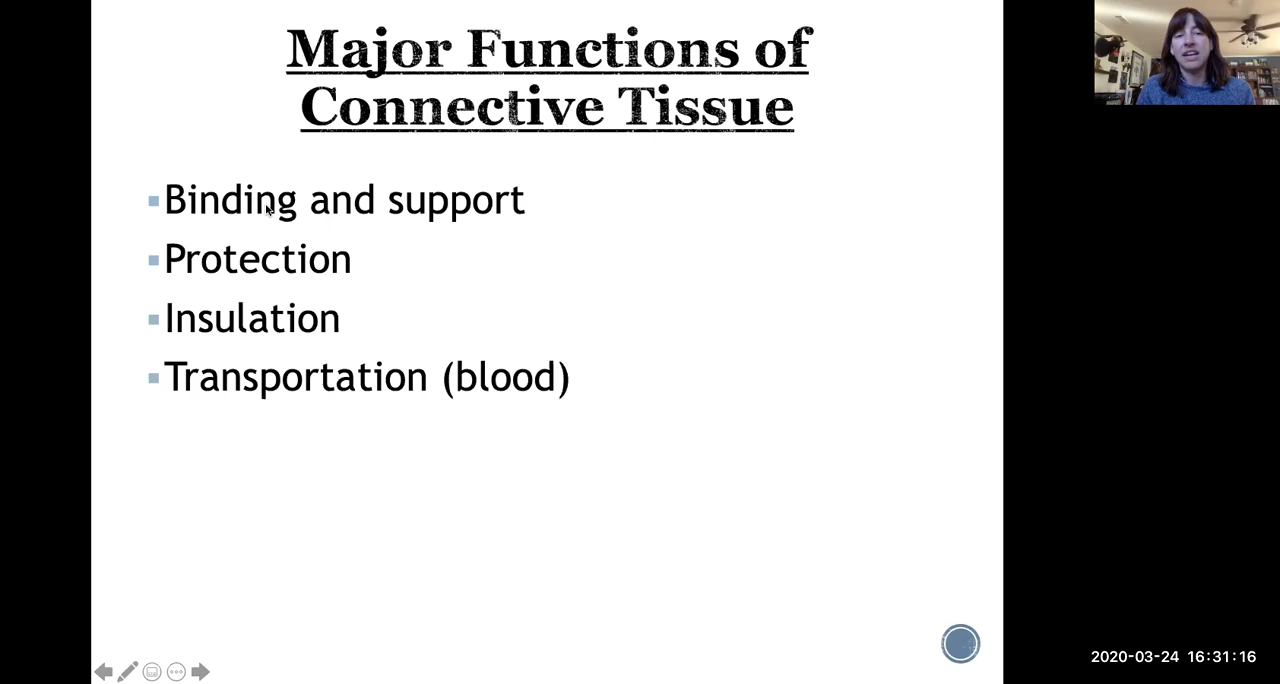 Major Functions of
Connective Tissue
Binding and support
Protection
Insulation
Transportation (blood)
2020-03-24 16:31:16